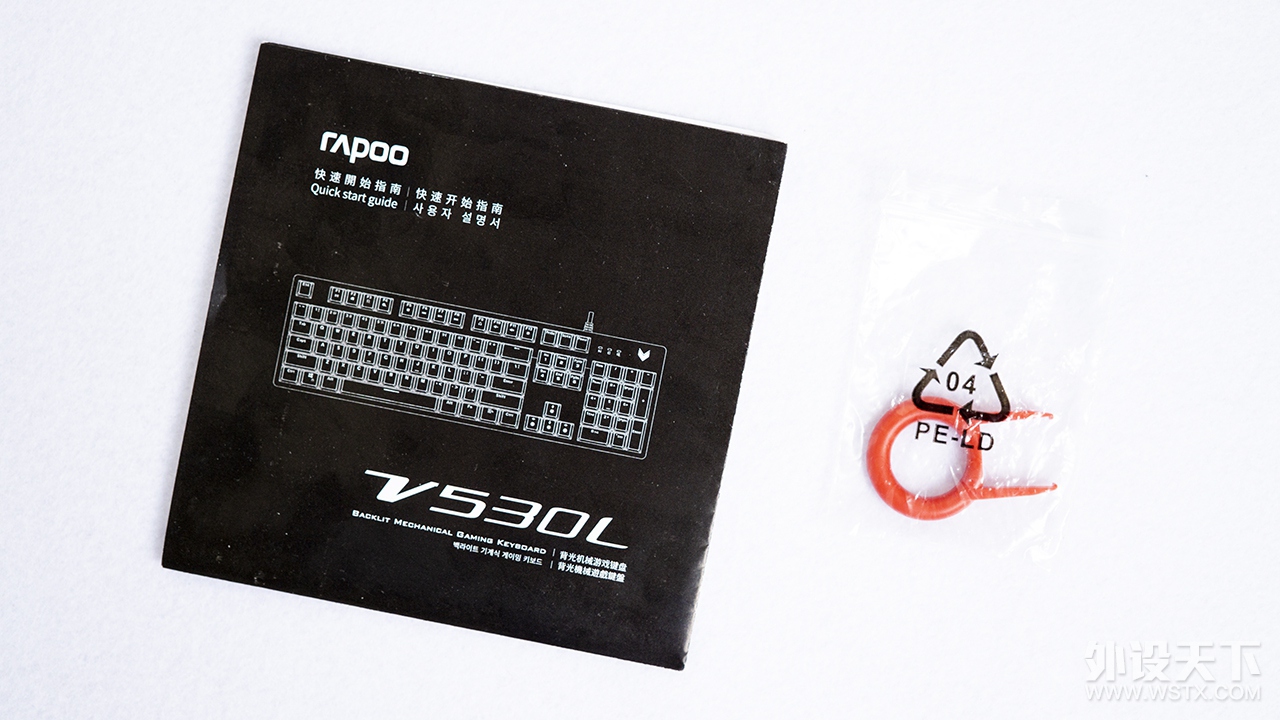 rapoo
快速開始指南 | 快速开始指南
Quick start guide | 사용자 설명서
V530L
BACKLIT MECHANICAL GAMING KEYBOARD | 背光机械游戏键盘
백라이트 기계식 게이밍 키보드 | 背光機械遊戲鍵盤
04
PE-LD
外设天下
WWW.WSTX.COM